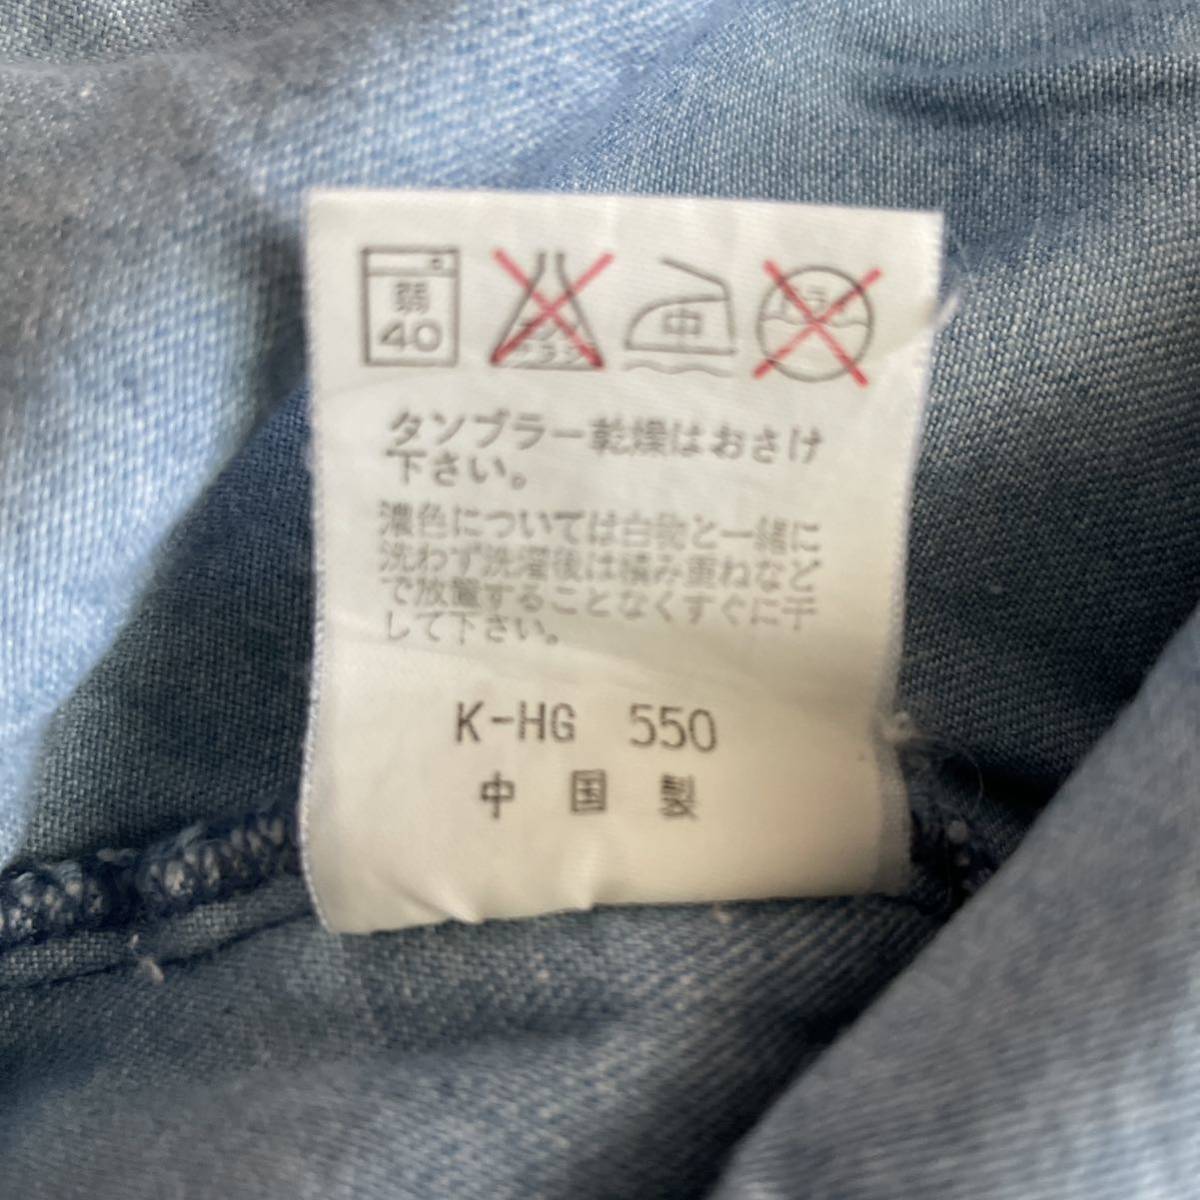 弱
40
中
タンブラー乾燥はおさけ
下さい。
濃色については白物と一緒に
洗わず洗濯後は積み重ねなど
で放置することなくすぐに干
して下さい。
K-HG 550
中国製